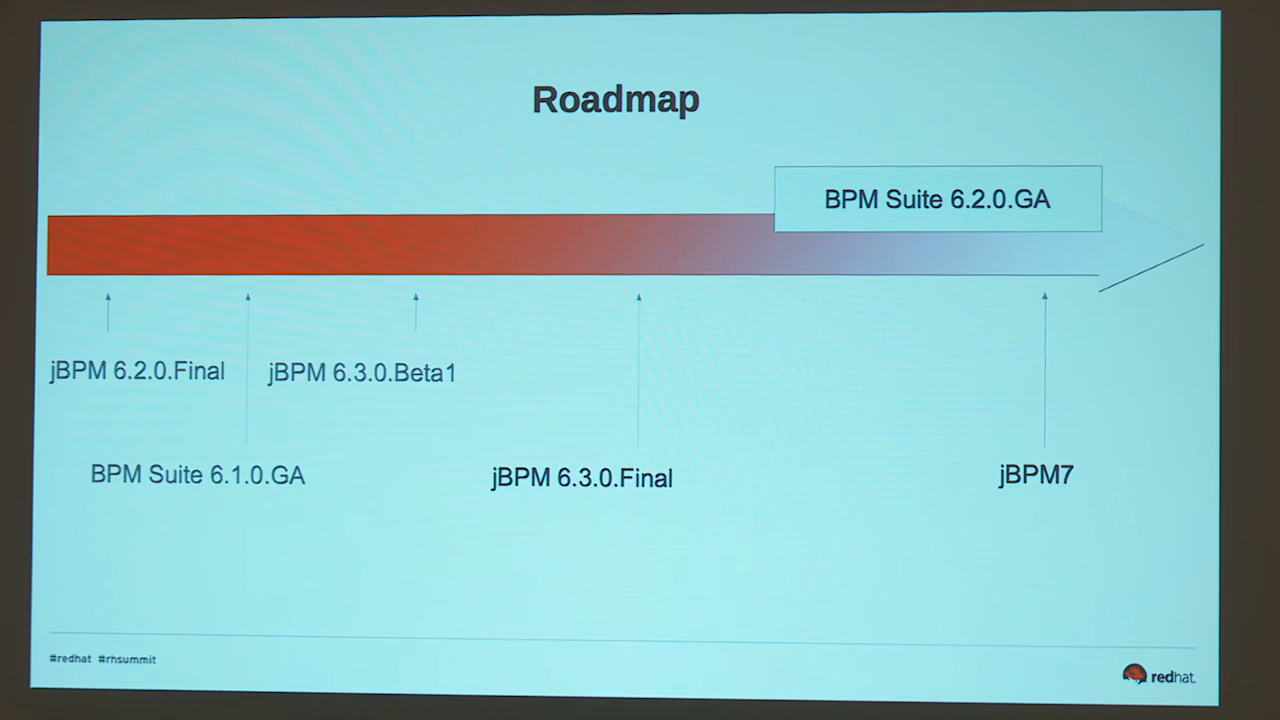 Roadmap
BPM Suite 6.2.0.GA
jBPM 6.2.0.Final
jBPM 6.3.0.Beta1
BPM Suite 6.1.0.GA
jBPM 6.3.0.Final
jBPM7
#redhat #rhsummit
redhat.